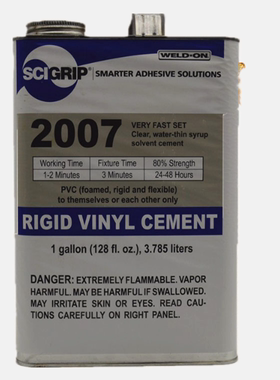 WELD-ON®
SCIGRIP® SMARTER ADHESIVE SOLUTIONS
2007 VERY FAST SET
Clear, water-thin syrup
solvent cement
Working Time Fixture Time 80% Strength
1-2 Minutes 3 Minutes 24-48 Hours
PVC (foamed, rigid and flexible)
to themselves or each other only
RIGID VINYL CEMENT
1 gallon (128 fl. oz.), 3.785 liters
DANGER: EXTREMELY FLAMMABLE. VAPOR
HARMFUL. MAY BE HARMFUL IF SWALLOWED.
MAY IRRITATE SKIN OR EYES. READ CAU-
TIONS CAREFULLY ON RIGHT PANEL.